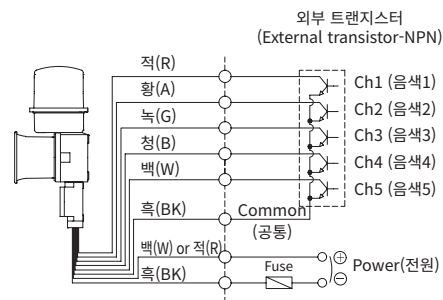 외부 트랜지스터
(External transistor-NPN)
적(R)
Ch1 (음색1)
황(A)
Ch2 (음색2)
녹(G)
Ch3 (음색3)
청(B)
Ch4 (음색4)
백(W)
Ch5 (음색5)
흑(BK)
Common
(공통)
백(W) or 적(R)
Fuse
⊕
Power(전원)
⊖
흑(BK)